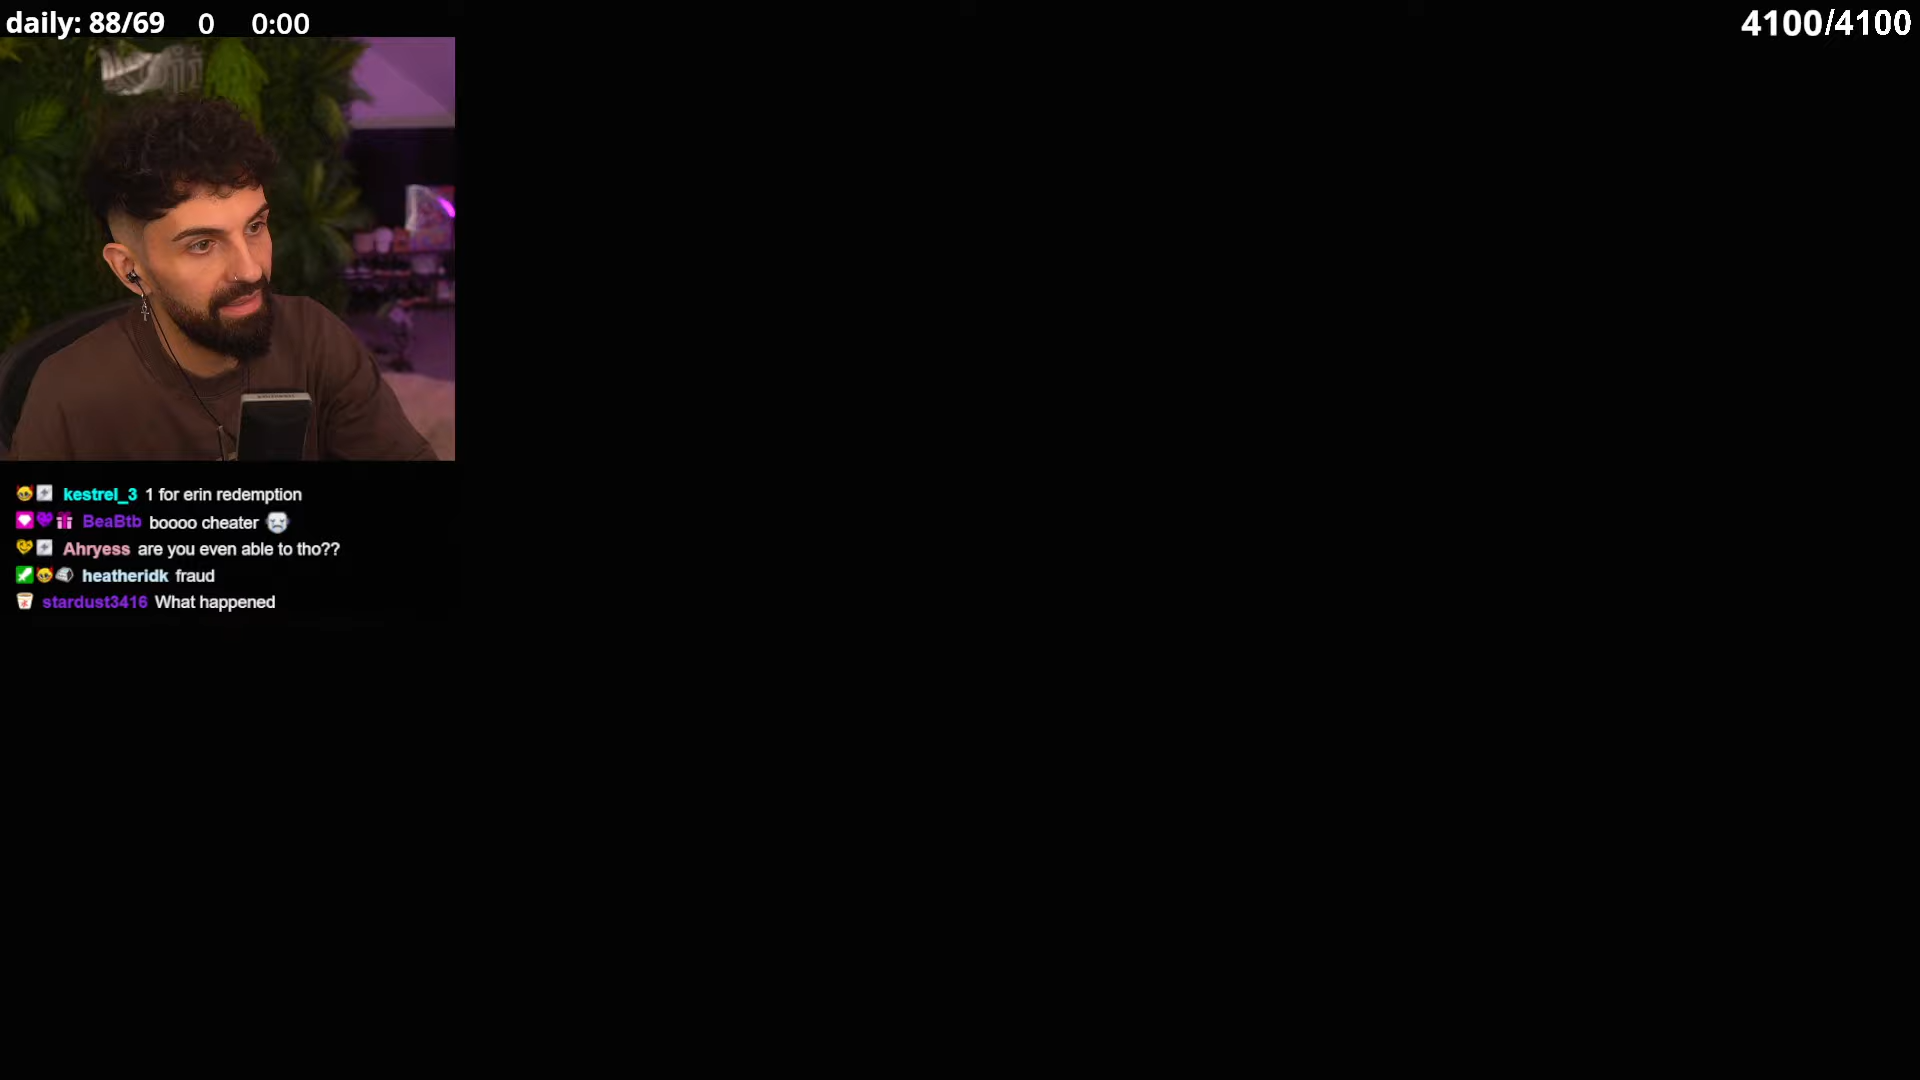 daily: 88/69 0 0:00
4100/4100
kestrel_3 1 for erin redemption
BeaBtb boooo cheater
Ahryess are you even able to tho??
heatheridk fraud
stardust3416 What happened